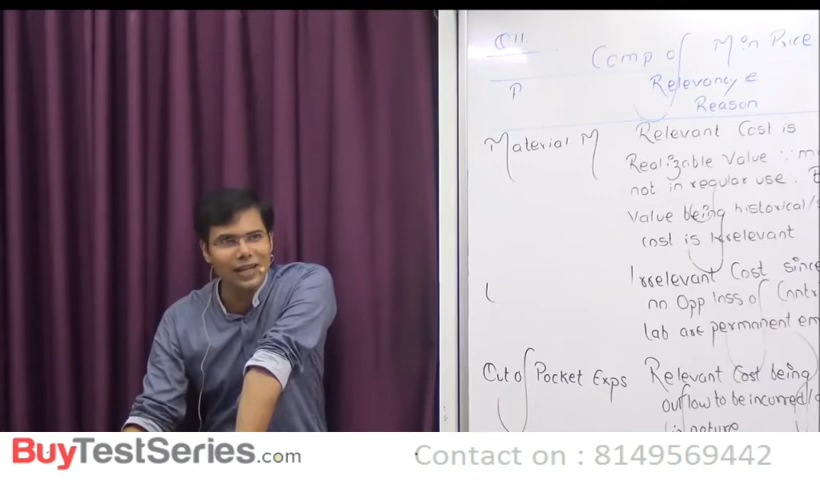 Q11.
Comp of Min Price
P
Relevancy &
Reason
Material M
Relevant Cost is
Realizable Value ∵
not in regular use.
Value being historical/
cost is Irrelevant
L
Irrelevant Cost since
no Opp loss of Contr
lab are permanent em
Out of Pocket Exps
Relevant Cost being
outflow to be incurred/
in nature
BuyTestSeries.com
Contact on : 8149569442